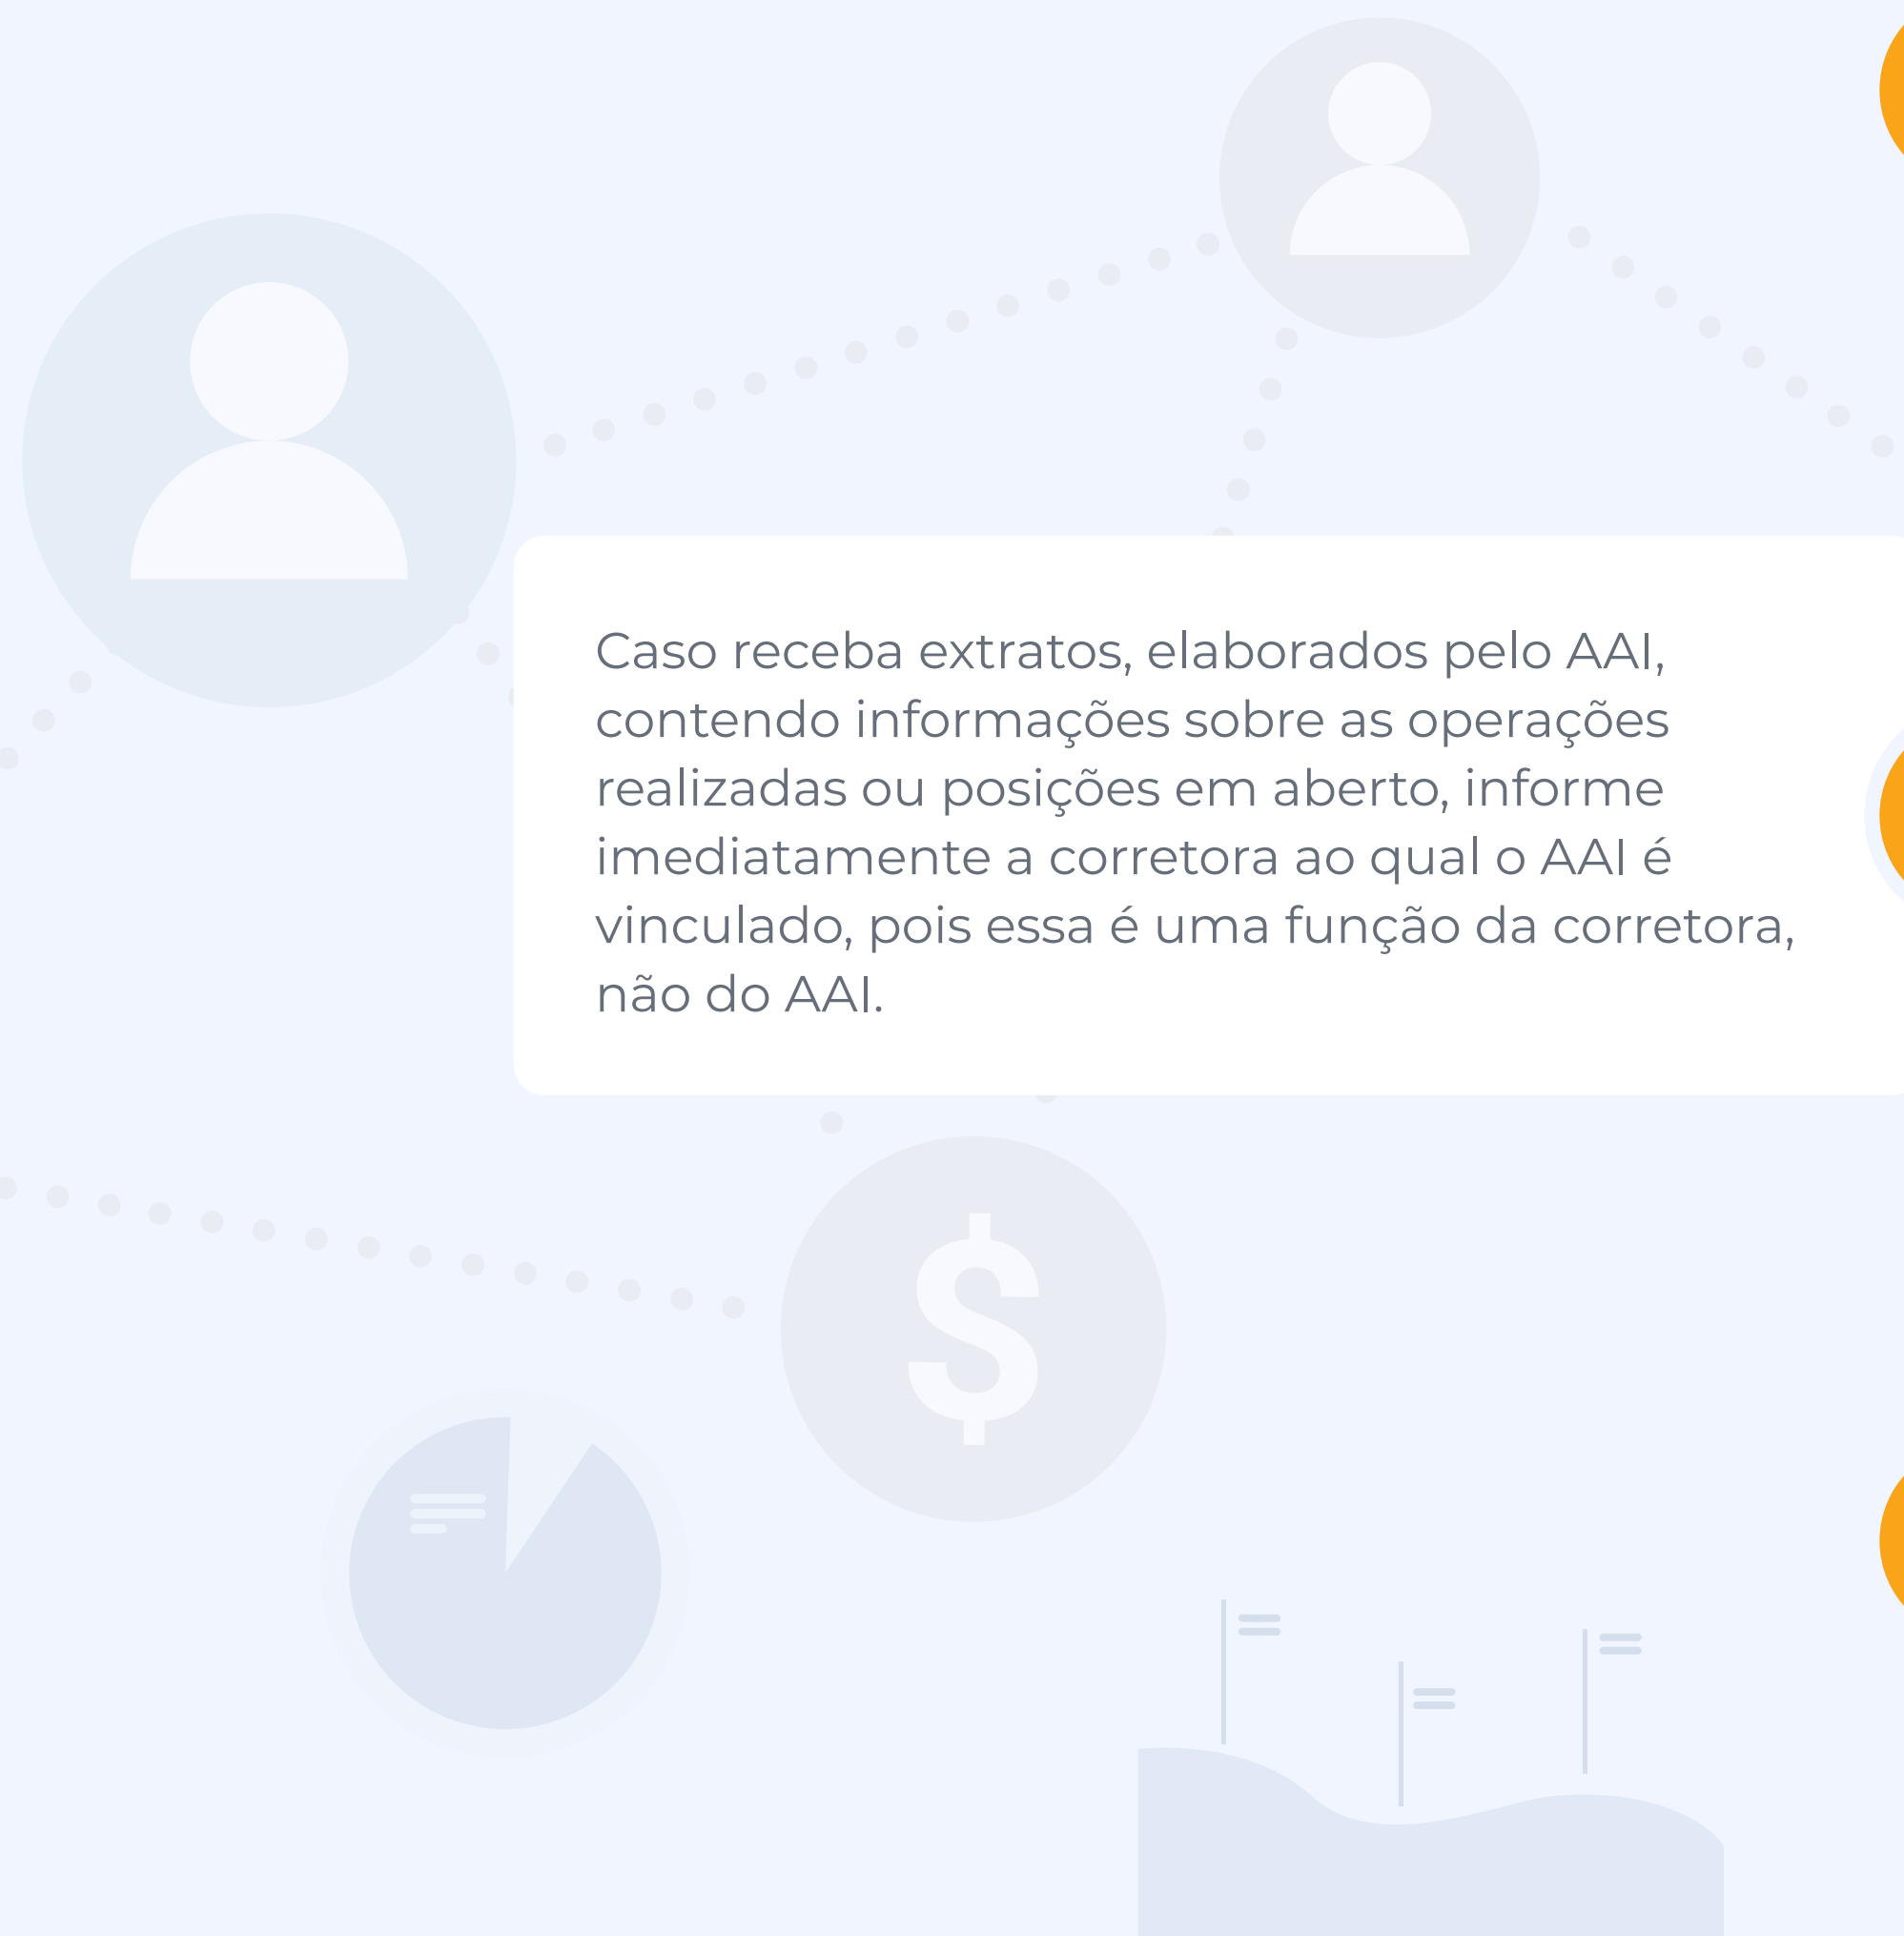 Caso receba extratos, elaborados pelo AAI,
contendo informações sobre as operações
realizadas ou posições em aberto, informe
imediatamente a corretora ao qual o AAI é
vinculado, pois essa é uma função da corretora,
não do AAI.
$